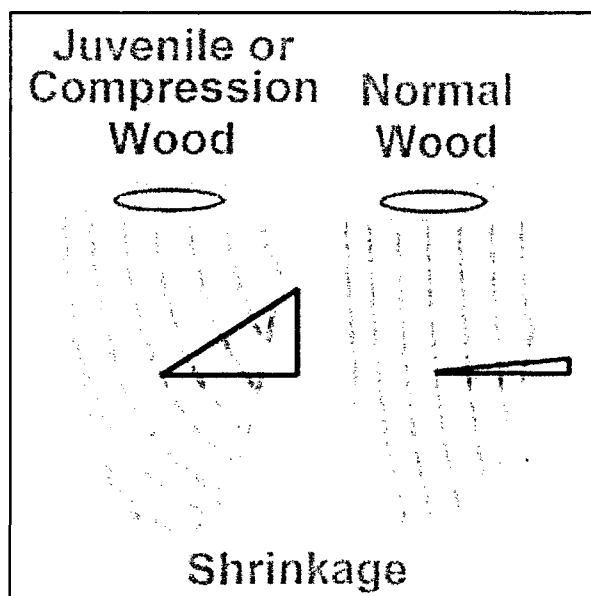 Juvenile or
Compression
Wood
Normal
Wood
Shrinkage